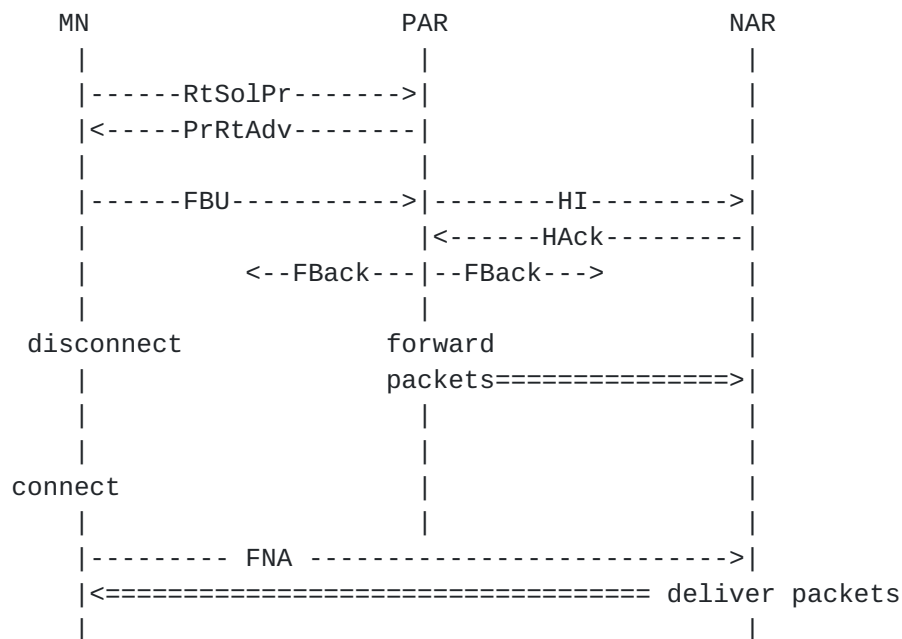 MN PAR NAR
| | |
|------RtSolPr------->| |
|<-----PrRtAdv--------| |
| | |
|------FBU----------->|--------HI--------->|
| |<------HAck---------|
| <--FBack---|--FBack---> |
| | |
disconnect forward |
| packets===============>|
| | |
| | |
connect | |
| | |
|--------- FNA --------------------------->|
|<=================================== deliver packets
| |